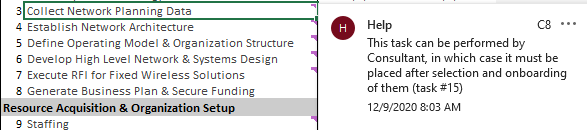 3 Collect Network Planning Data
4 Establish Network Architecture
5 Define Operating Model & Organization Structure
6 Develop High Level Network & Systems Design
7 Execute RFI for Fixed Wireless Solutions
8 Generate Business Plan & Secure Funding
Resource Acquisition & Organization Setup
9 Staffing
H Help C8 ...
This task can be performed by
Consultant, in which case it must be
placed after selection and onboarding
of them (task #15)
12/9/2020 8:03 AM